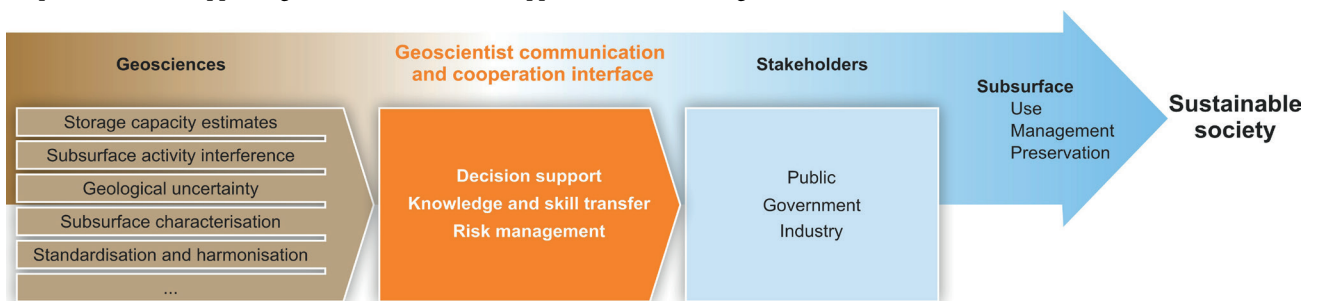 Geosciences
Geoscientist communication
and cooperation interface
Stakeholders
Subsurface
Use
Management
Preservation
Sustainable
society
Storage capacity estimates
Subsurface activity interference
Geological uncertainty
Subsurface characterisation
Standardisation and harmonisation
...
Decision support
Knowledge and skill transfer
Risk management
Public
Government
Industry